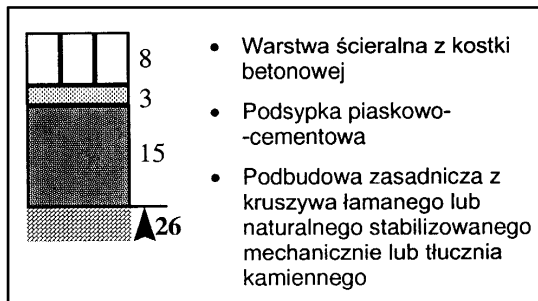 8
3
15
26
• Warstwa ścieralna z kostki
betonowej
• Podsypka piaskowo-
-cementowa
• Podbudowa zasadnicza z
kruszywa łamanego lub
naturalnego stabilizowanego
mechanicznie lub tłucznia
kamiennego